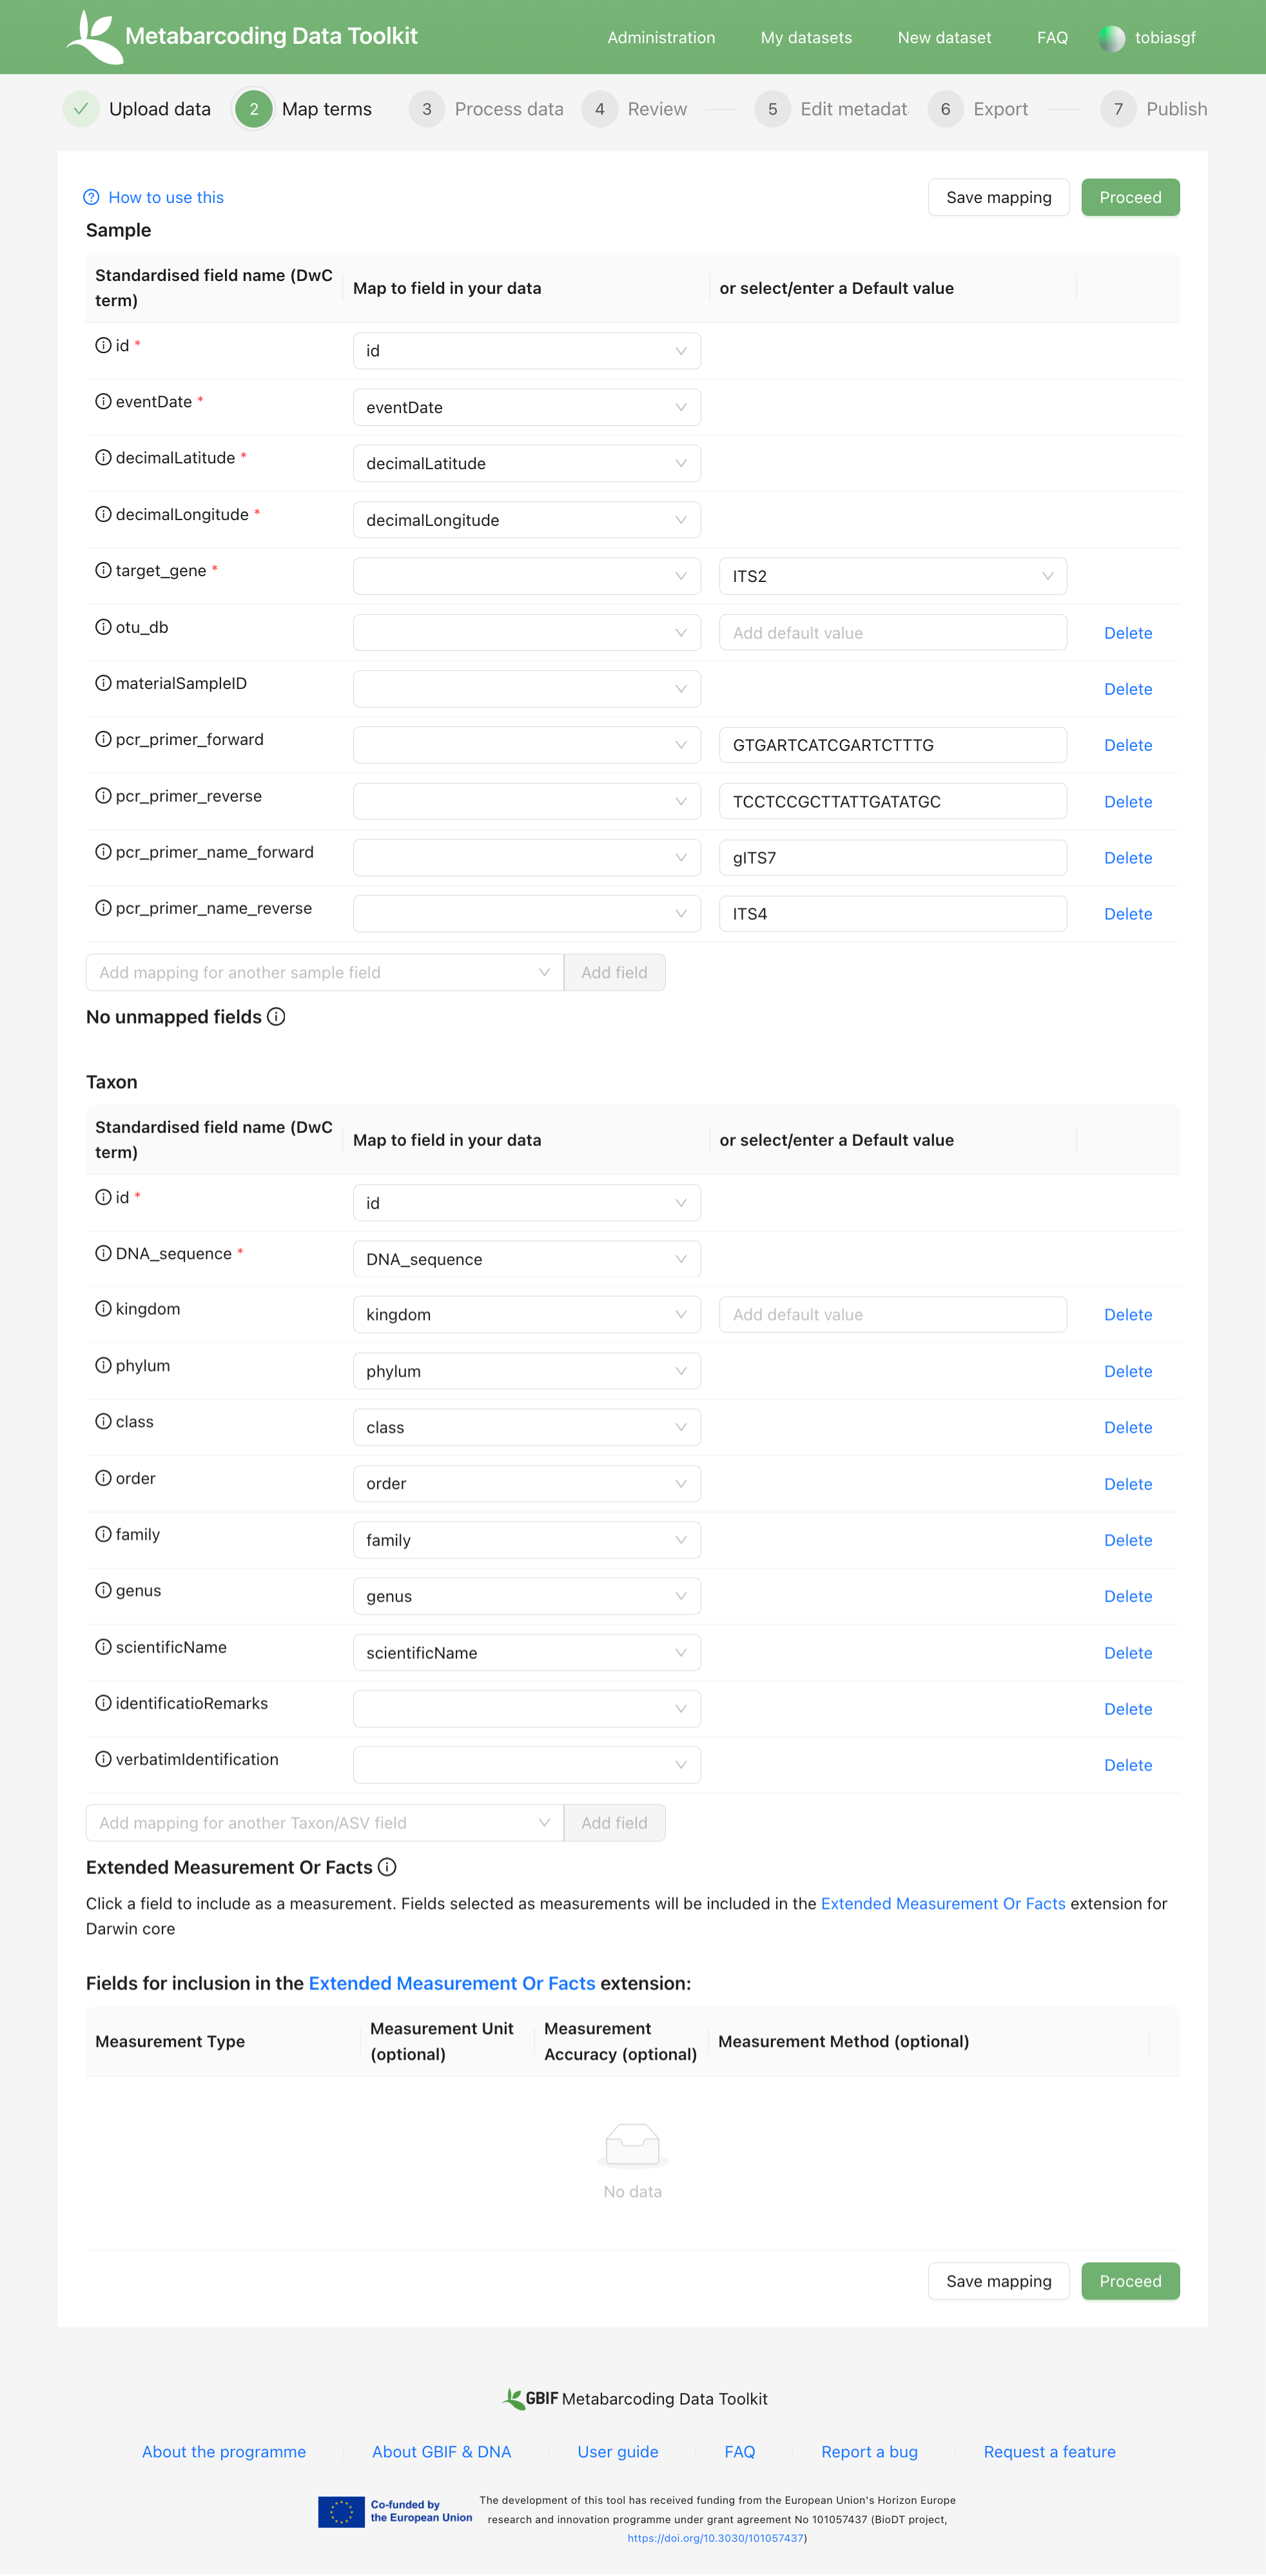 Metabarcoding Data Toolkit
Administration My datasets New dataset FAQ tobiasgf
Upload data 2 Map terms 3 Process data 4 Review 5 Edit metadat 6 Export 7 Publish
How to use this Save mapping Proceed
Sample
Standardised field name (DwC term) Map to field in your data or select/enter a Default value
id * id
eventDate * eventDate
decimalLatitude * decimalLatitude
decimalLongitude * decimalLongitude
target_gene * ITS2
otu_db Add default value Delete
materialSampleID Delete
pcr_primer_forward GTGARTCATCGARTCTTTG Delete
pcr_primer_reverse TCCTCCGCTTATTGATATGC Delete
pcr_primer_name_forward gITS7 Delete
pcr_primer_name_reverse ITS4 Delete
Add mapping for another sample field Add field
No unmapped fields
Taxon
Standardised field name (DwC term) Map to field in your data or select/enter a Default value
id * id
DNA_sequence * DNA_sequence
kingdom kingdom Add default value Delete
phylum phylum Delete
class class Delete
order order Delete
family family Delete
genus genus Delete
scientificName scientificName Delete
identificatioRemarks Delete
verbatimIdentification Delete
Add mapping for another Taxon/ASV field Add field
Extended Measurement Or Facts
Click a field to include as a measurement. Fields selected as measurements will be included in the Extended Measurement Or Facts extension for
Darwin core
Fields for inclusion in the Extended Measurement Or Facts extension:
Measurement Type Measurement Unit (optional) Measurement Accuracy (optional) Measurement Method (optional)
No data
Save mapping Proceed
GBIF Metabarcoding Data Toolkit
About the programme About GBIF & DNA User guide FAQ Report a bug Request a feature
Co-funded by
the European Union
The development of this tool has received funding from the European Union's Horizon Europe
research and innovation programme under grant agreement No 101057437 (BioDT project,
https://doi.org/10.3030/101057437)